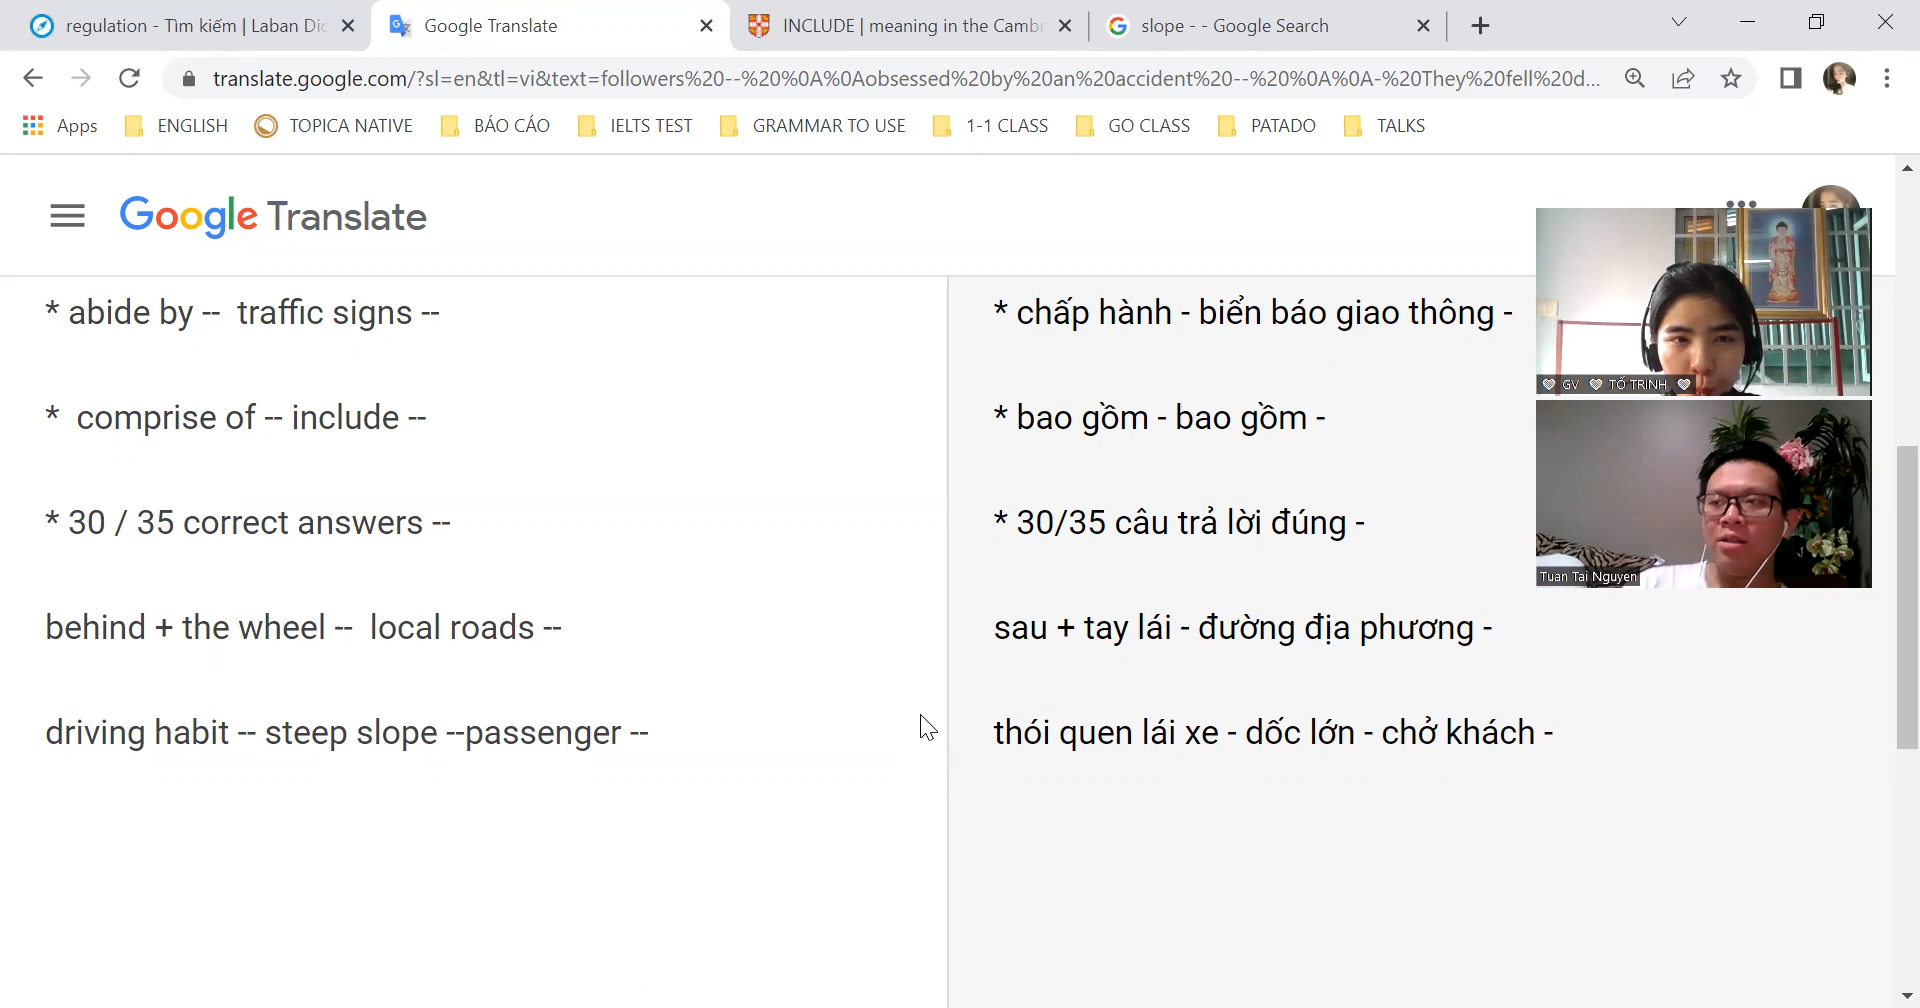 regulation - Tìm kiếm | Laban Dic
Google Translate
INCLUDE | meaning in the Camb
slope - - Google Search
translate.google.com/?sl=en&tl=vi&text=followers%20--%20%0A%0Aobsessed%20by%20an%20accident%20--%20%0A%0A-%20They%20fell%20d...
Apps
ENGLISH
TOPICA NATIVE
BÁO CÁO
IELTS TEST
GRAMMAR TO USE
1-1 CLASS
GO CLASS
PATADO
TALKS
Google Translate
* abide by --  traffic signs --
*  comprise of -- include --
* 30 / 35 correct answers --
behind + the wheel --  local roads --
driving habit -- steep slope --passenger --
* chấp hành - biển báo giao thông -
* bao gồm - bao gồm -
* 30/35 câu trả lời đúng -
sau + tay lái - đường địa phương -
thói quen lái xe - dốc lớn - chở khách -
GV TỐ TRINH
Tuan Tai Nguyen